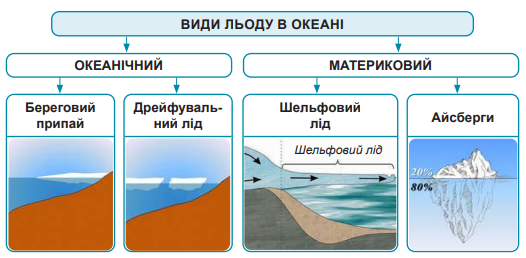 ВИДИ ЛЬОДУ В ОКЕАНІ
ОКЕАНІЧНИЙ
МАТЕРИКОВИЙ
Береговий
припай
Дрейфуваль-
ний лід
Шельфовий
лід
Айсберги
Шельфовий лід
20%
80%